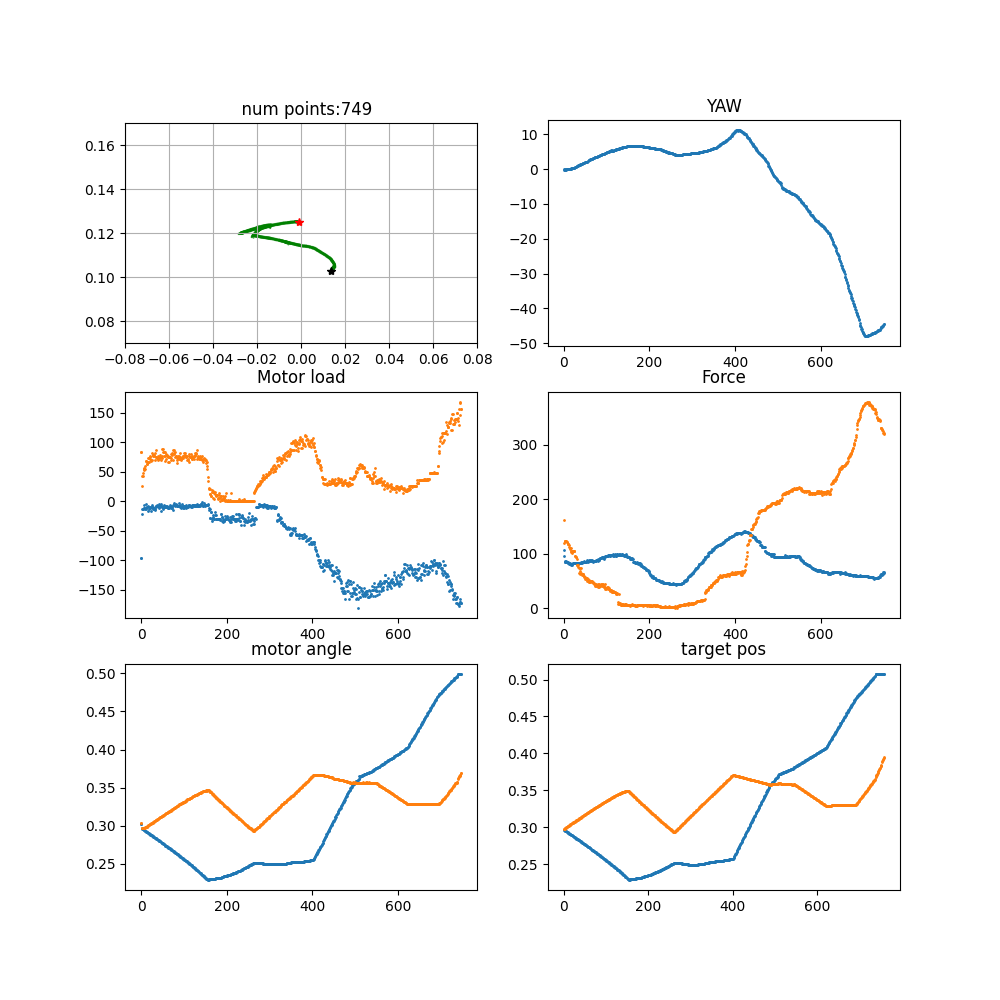 num points:749
YAW
0.16
0.14
0.12
0.10
0.08
−0.08 −0.06 −0.04 −0.02 0.00 0.02 0.04 0.06 0.08
10
0
−10
−20
−30
−40
−50
0 200 400 600
Motor load
Force
150
100
50
0
−50
−100
−150
0 200 400 600
300
200
100
0
0 200 400 600
motor angle
target pos
0.50
0.45
0.40
0.35
0.30
0.25
0 200 400 600
0.50
0.45
0.40
0.35
0.30
0.25
0 200 400 600